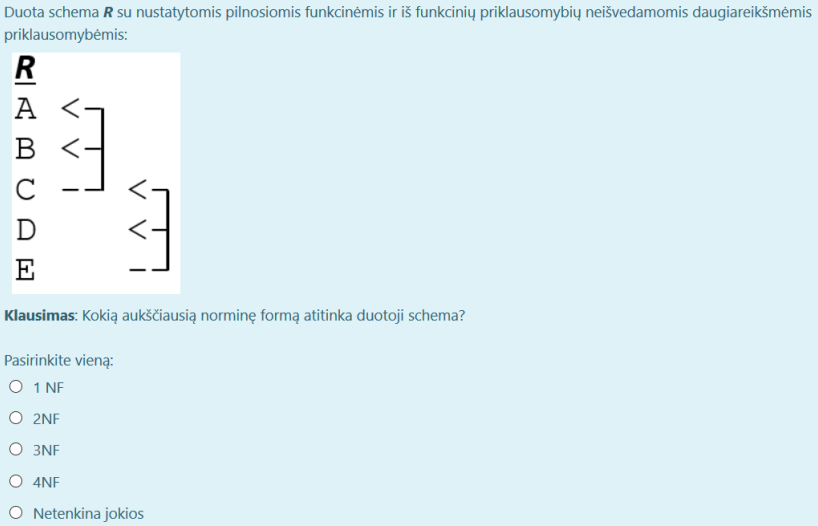 Duota schema R su nustatytomis pilnosiomis funkcinėmis ir iš funkcinių priklausomybių neišvedamomis daugiareikšmėmis
priklausomybėmis:
R
A
B
C
D
E
Klausimas: Kokią aukščiausią norminę formą atitinka duotoji schema?
Pasirinkite vieną:
1 NF
2NF
3NF
4NF
Netenkina jokios